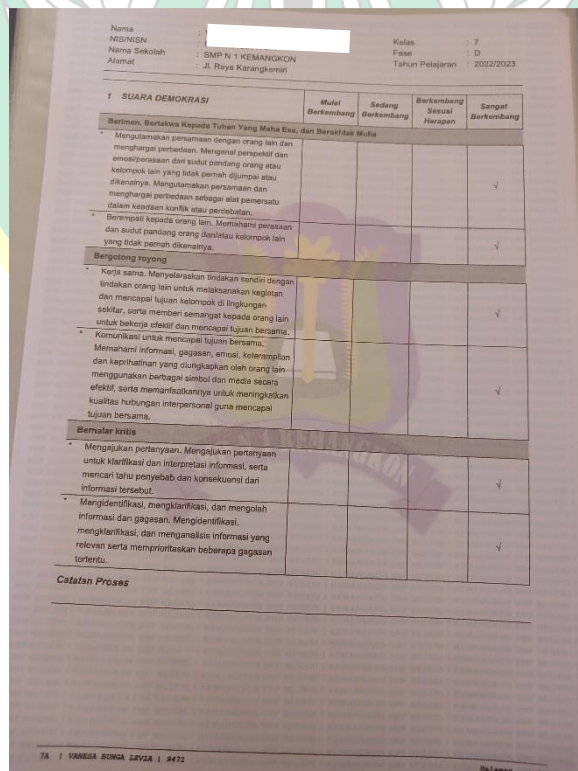 Nama :
NIS/NISN :
Nama Sekolah : SMP N 1 KEMANGKON
Alamat : Jl. Raya Karangkemiri
Kelas : 7
Fase : D
Tahun Pelajaran : 2022/2023
1 SUARA DEMOKRASI
Mulai
Berkembang
Sedang
Berkembang
Berkembang
Sesuai
Harapan
Sangat
Berkembang
Beriman, Bertakwa Kepada Tuhan Yang Maha Esa, dan Berakhlak Mulia
* Mengutamakan persamaan dengan orang lain dan
menghargai perbedaan. Mengenal perspektif dan
emosi/perasaan dari sudut pandang orang atau
kelompok lain yang tidak pernah dijumpai atau
dikenalnya. Mengutamakan persamaan dan
menghargai perbedaan sebagai alat pemersatu
dalam keadaan konflik atau perdebatan.
√
* Berempati kepada orang lain. Memahami perasaan
dan sudut pandang orang dan/atau kelompok lain
yang tidak pernah dikenalnya.
√
Bergotong royong
* Kerja sama. Menyelaraskan tindakan sendiri dengan
tindakan orang lain untuk melaksanakan kegiatan
dan mencapai tujuan kelompok di lingkungan
sekitar, serta memberi semangat kepada orang lain
untuk bekerja efektif dan mencapai tujuan bersama.
√
* Komunikasi untuk mencapai tujuan bersama.
Memahami informasi, gagasan, emosi, keterampilan
dan keprihatinan yang diungkapkan oleh orang lain
menggunakan berbagai simbol dan media secara
efektif, serta memanfaatkannya untuk meningkatkan
kualitas hubungan interpersonal guna mencapai
tujuan bersama.
√
Bernalar kritis
* Mengajukan pertanyaan. Mengajukan pertanyaan
untuk klarifikasi dan interpretasi informasi, serta
mencari tahu penyebab dan konsekuensi dari
informasi tersebut.
√
* Mengidentifikasi, mengklarifikasi, dan mengolah
informasi dan gagasan. Mengidentifikasi,
mengklarifikasi, dan menganalisis informasi yang
relevan serta memprioritaskan beberapa gagasan
tertentu.
√
KEMANGKON
Catatan Proses
7A | VANESA BUNGA LEVIA | 9471
Halaman